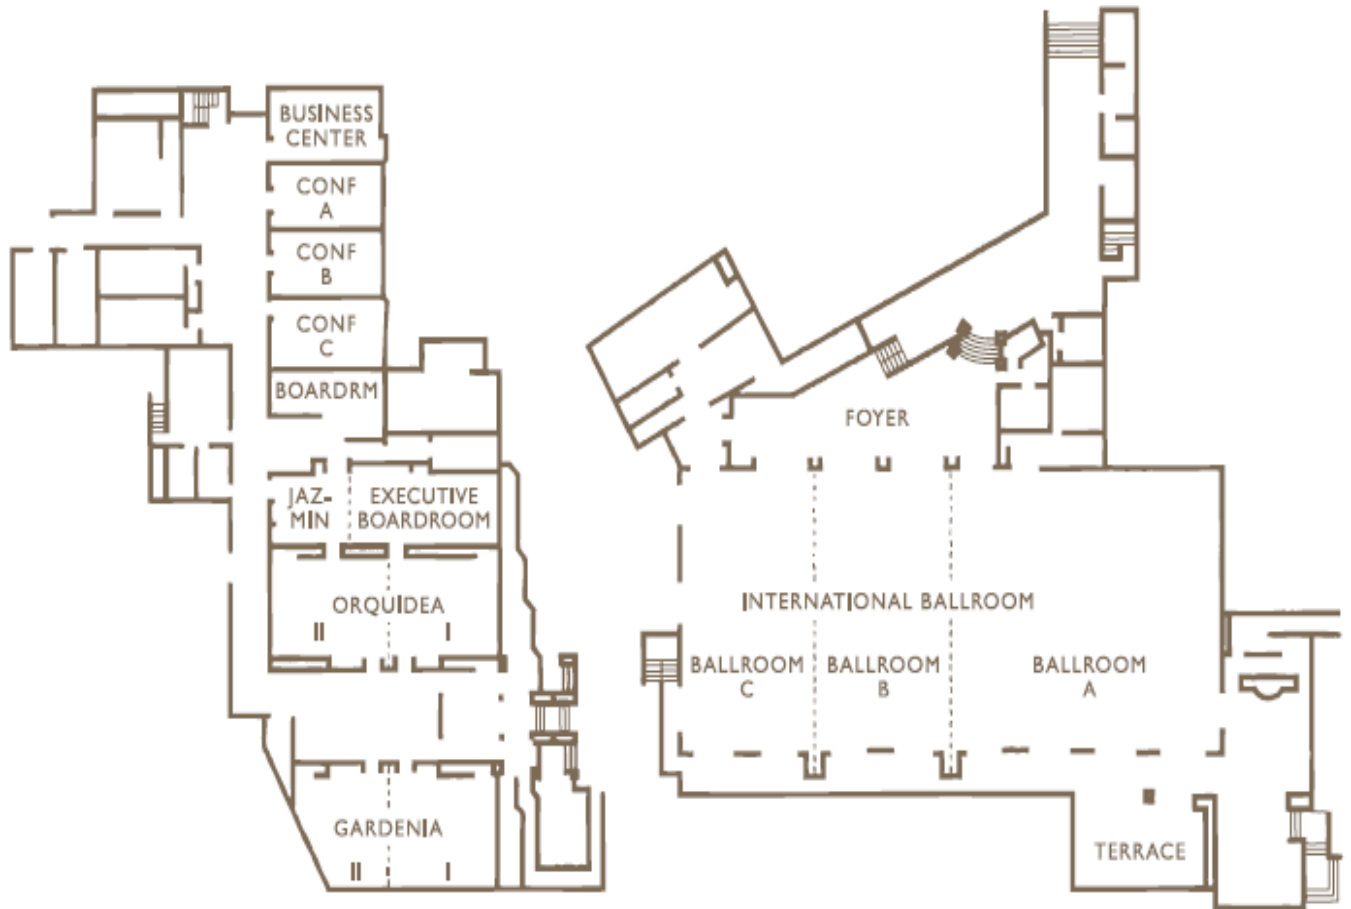 BUSINESS
CENTER
CONF
A
CONF
B
CONF
C
BOARDRM
JAZ-
MIN
EXECUTIVE
BOARDROOM
ORQUIDEA
II
I
GARDENIA
II
I
FOYER
INTERNATIONAL BALLROOM
BALLROOM
C
BALLROOM
B
BALLROOM
A
TERRACE